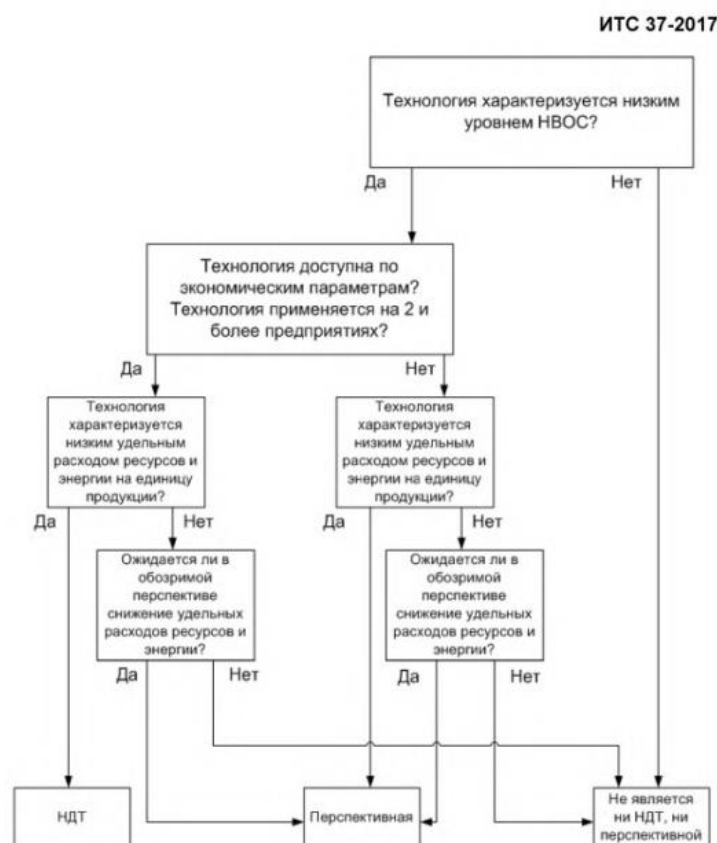 ИТС 37-2017
Технология характеризуется низким
уровнем НВОС?
Да
Нет
Технология доступна по
экономическим параметрам?
Технология применяется на 2 и
более предприятиях?
Да
Нет
Технология
характеризуется
низким удельным
расходом ресурсов и
энергии на единицу
продукции?
Технология
характеризуется
низким удельным
расходом ресурсов и
энергии на единицу
продукции?
Да
Нет
Да
Нет
Ожидается ли в
обозримой
перспективе
снижение удельных
расходов ресурсов и
энергии?
Ожидается ли в
обозримой
перспективе
снижение удельных
расходов ресурсов и
энергии?
Да
Нет
Да
Нет
НДТ
Перспективная
Не является
ни НДТ, ни
перспективной